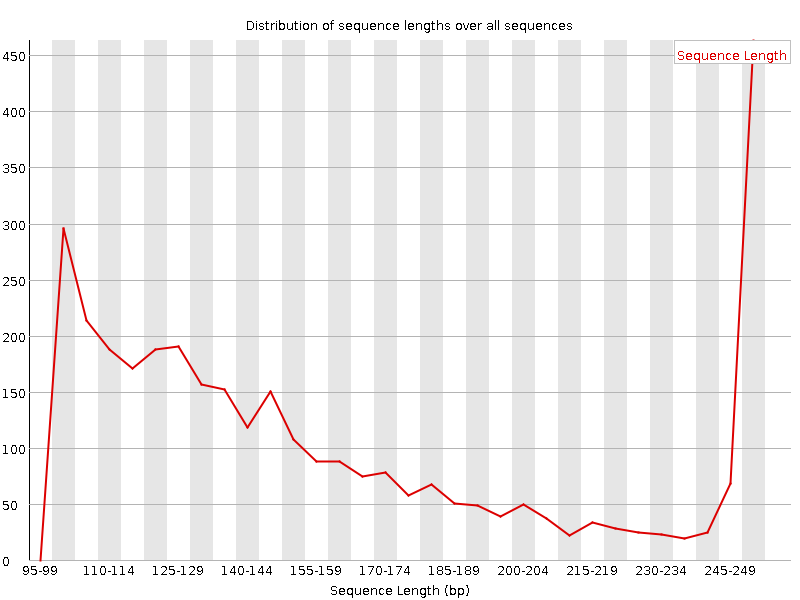 Distribution of sequence lengths over all sequences
Sequence Length
450
400
350
300
250
200
150
100
50
0
95-99 110-114 125-129 140-144 155-159 170-174 185-189 200-204 215-219 230-234 245-249
Sequence Length (bp)